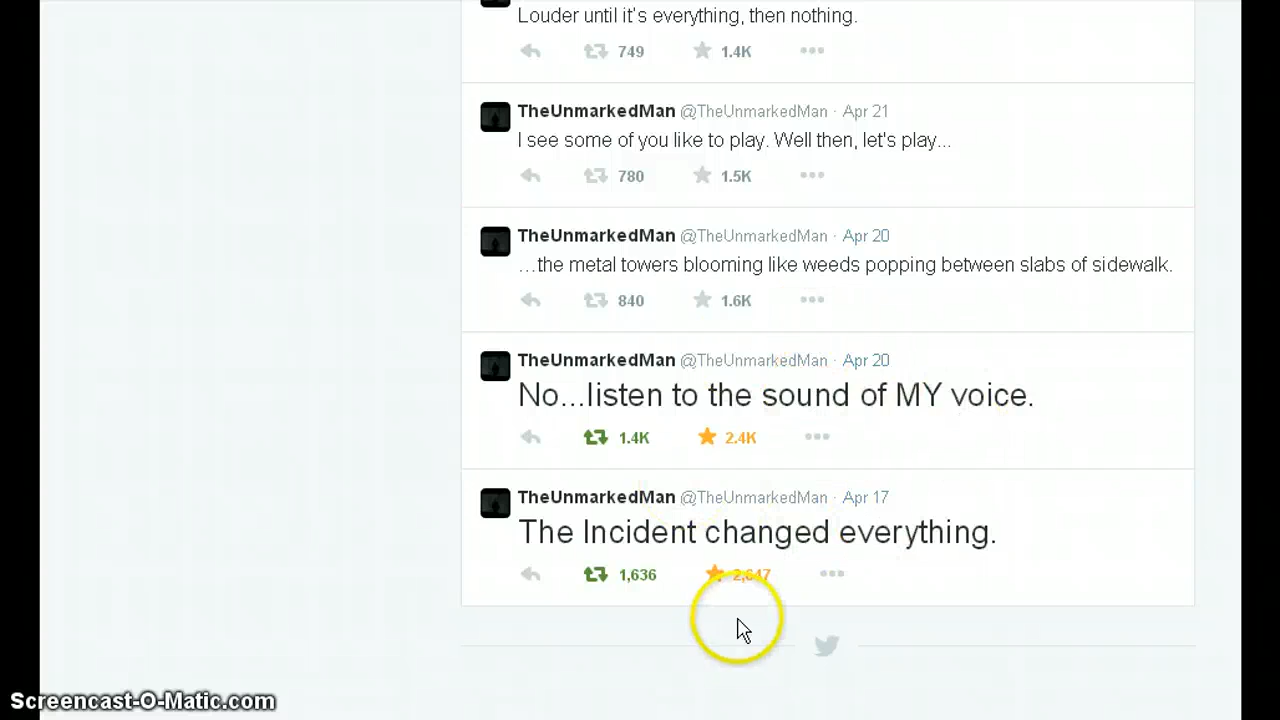 Louder until it's everything, then nothing.
749 1.4K
TheUnmarkedMan @TheUnmarkedMan · Apr 21
I see some of you like to play. Well then, let's play...
780 1.5K
TheUnmarkedMan @TheUnmarkedMan · Apr 20
…the metal towers blooming like weeds popping between slabs of sidewalk.
840 1.6K
TheUnmarkedMan @TheUnmarkedMan · Apr 20
No...listen to the sound of MY voice.
1.4K 2.4K
TheUnmarkedMan @TheUnmarkedMan · Apr 17
The Incident changed everything.
1,636 2,647
Screencast-O-Matic.com